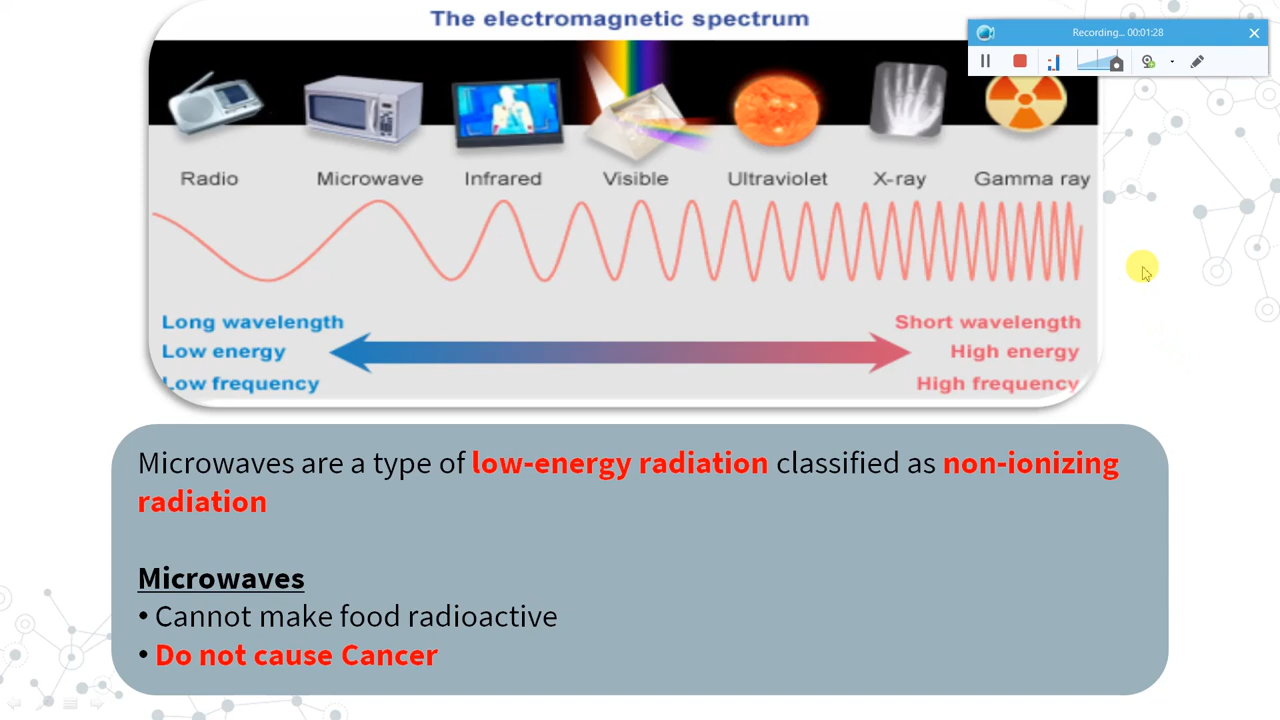 The electromagnetic spectrum
Recording... 00:01:28
Radio Microwave Infrared Visible Ultraviolet X-ray Gamma ray
Long wavelength Short wavelength
Low energy High energy
Low frequency High frequency
Microwaves are a type of low-energy radiation classified as non-ionizing
radiation
Microwaves
• Cannot make food radioactive
• Do not cause Cancer